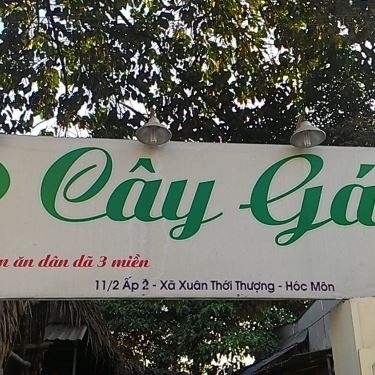 Cây Gá
ăn dân dã 3 miền
11/2 Ấp 2 - Xã Xuân Thới Thượng - Hóc Môn